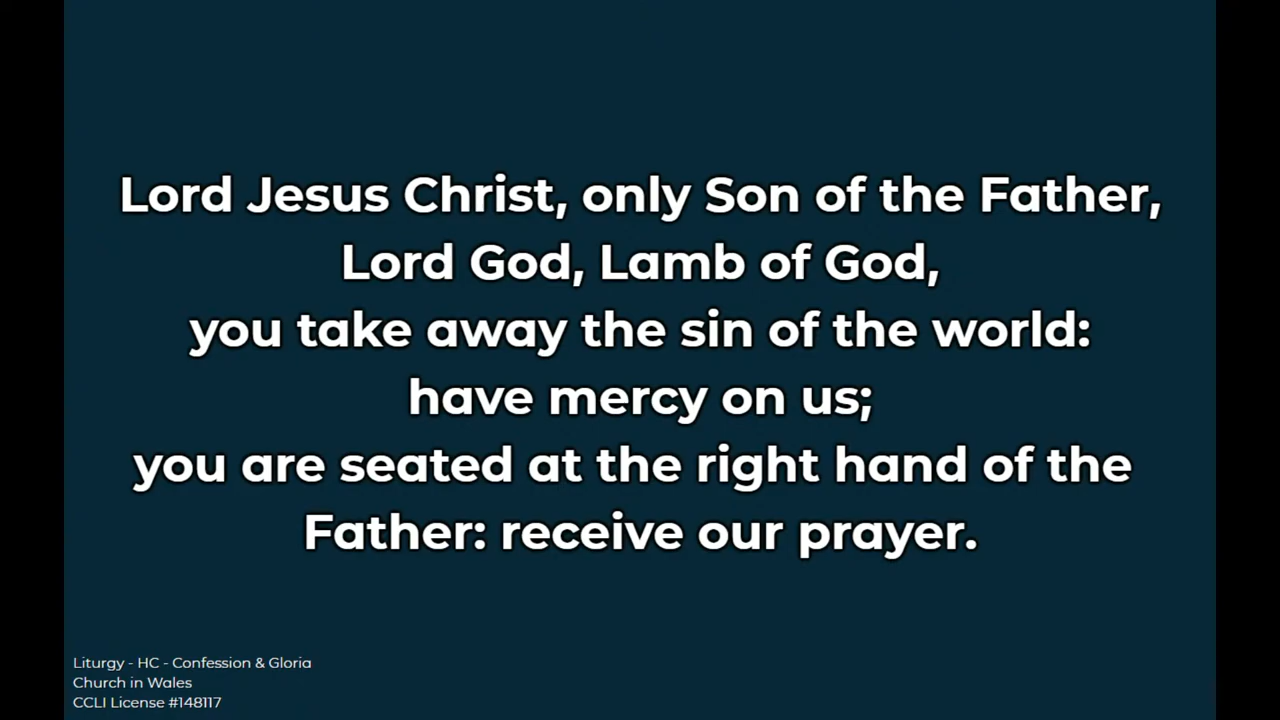 Lord Jesus Christ, only Son of the Father,
Lord God, Lamb of God,
you take away the sin of the world:
have mercy on us;
you are seated at the right hand of the
Father: receive our prayer.
Liturgy - HC - Confession & Gloria
Church in Wales
CCLI License #148117